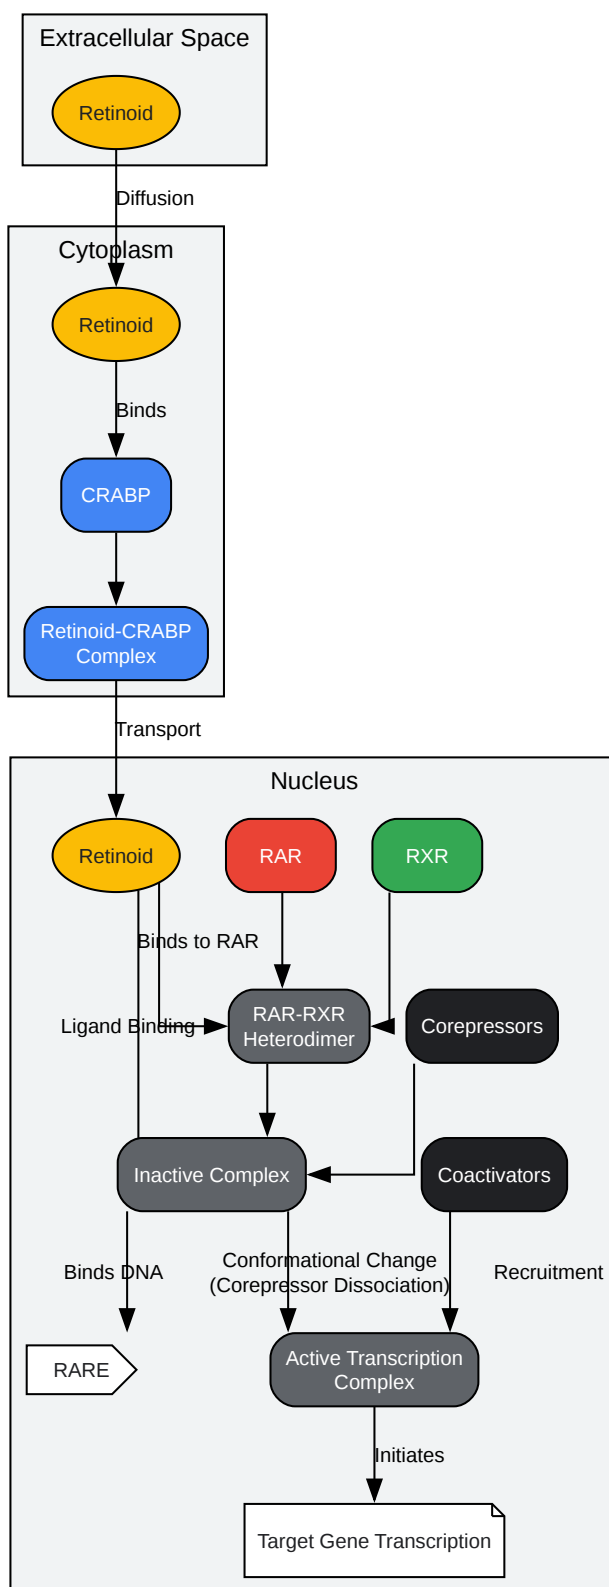 Extracellular Space
Retinoid
Diffusion
Cytoplasm
Retinoid
Binds
CRABP
Retinoid-CRABP
Complex
Transport
Nucleus
Retinoid
RAR
RXR
Binds to RAR
Ligand Binding
RAR-RXR
Heterodimer
Corepressors
Inactive Complex
Coactivators
Binds DNA
Conformational Change
(Corepressor Dissociation)
Recruitment
RARE
Active Transcription
Complex
Initiates
Target Gene Transcription